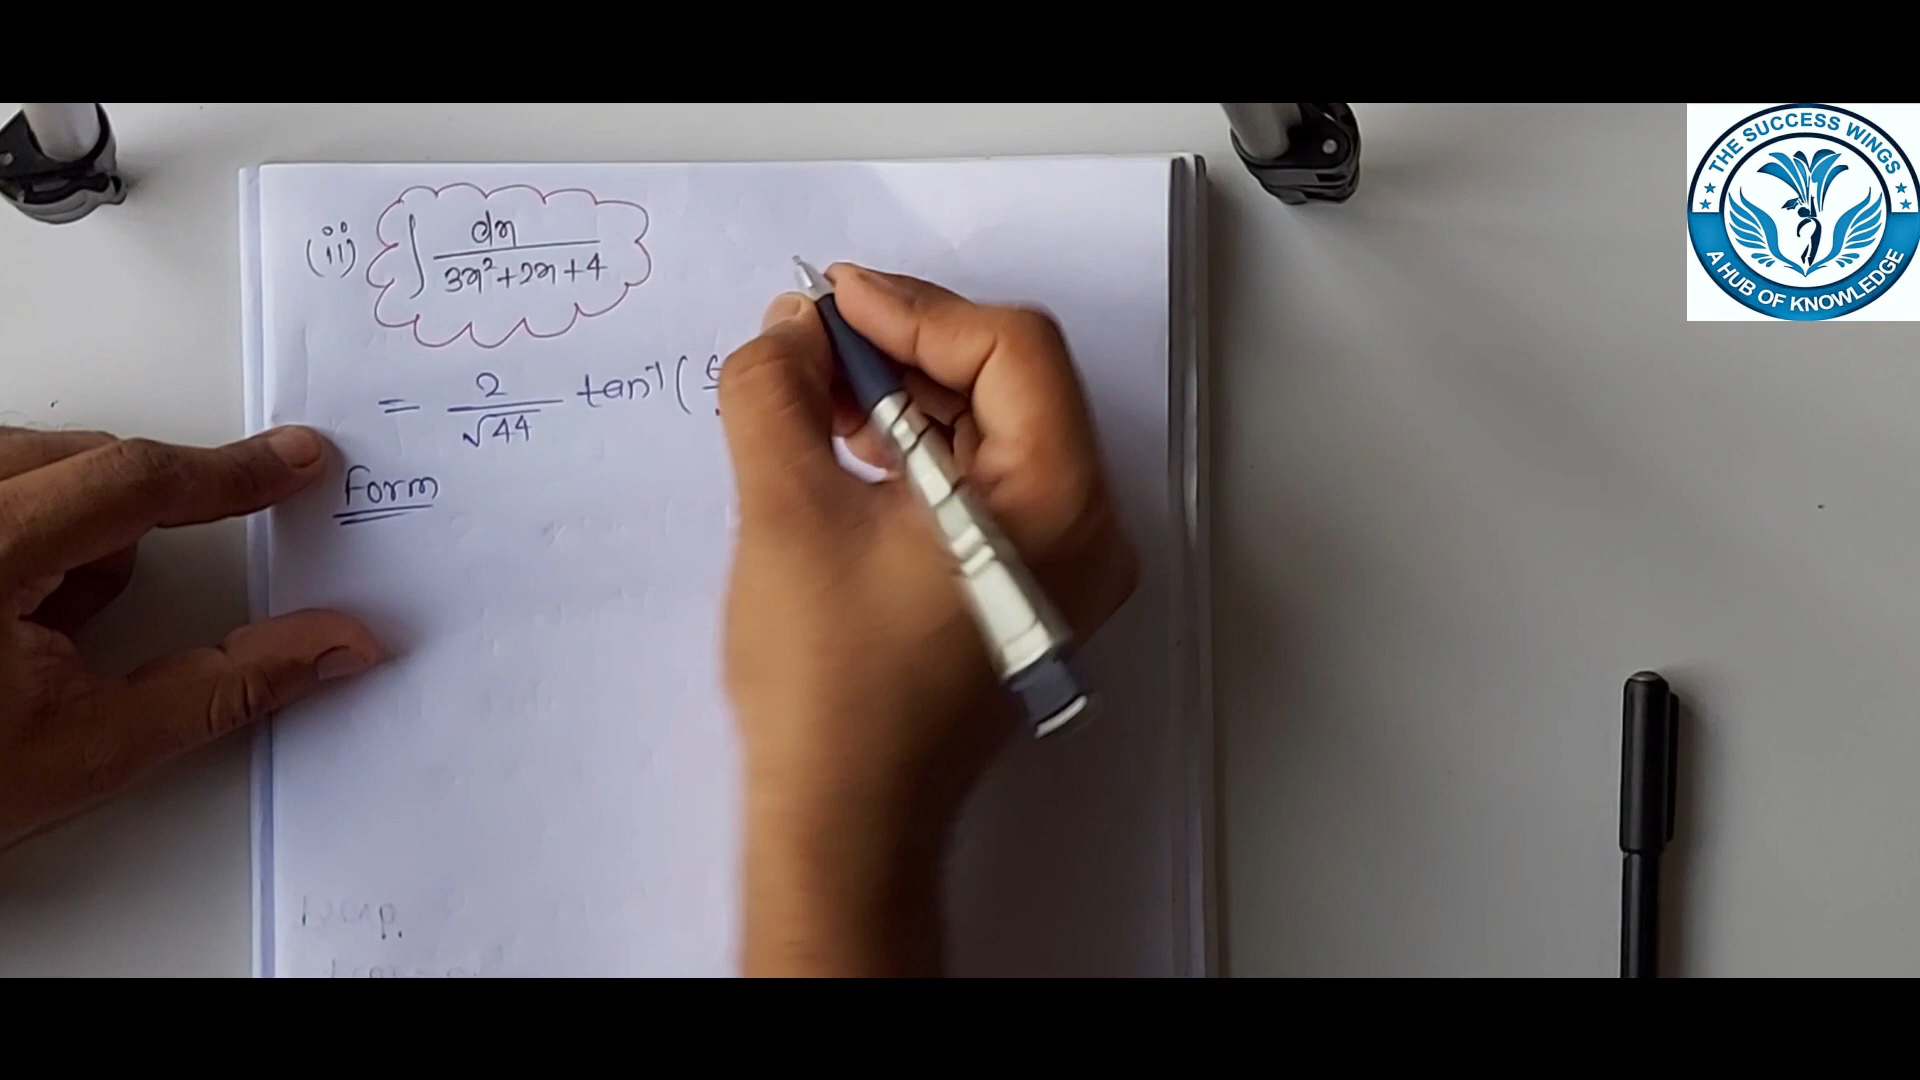 (ii) ∫ dx / 3x² + 2x + 4
= 2 / √44 tan⁻¹ (
Form
THE SUCCESS WINGS
A HUB OF KNOWLEDGE